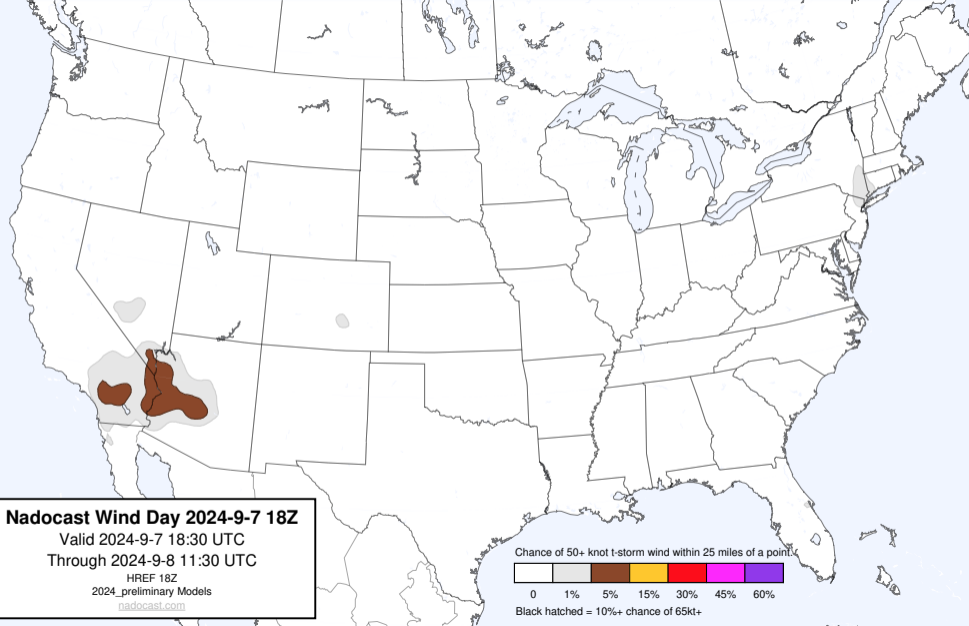 Nadocast Wind Day 2024-9-7 18Z
Valid 2024-9-7 18:30 UTC
Through 2024-9-8 11:30 UTC
HREF 18Z
2024_preliminary Models
nadocast.com
Chance of 50+ knot t-storm wind within 25 miles of a point.
0 1% 5% 15% 30% 45% 60%
Black hatched = 10%+ chance of 65kt+